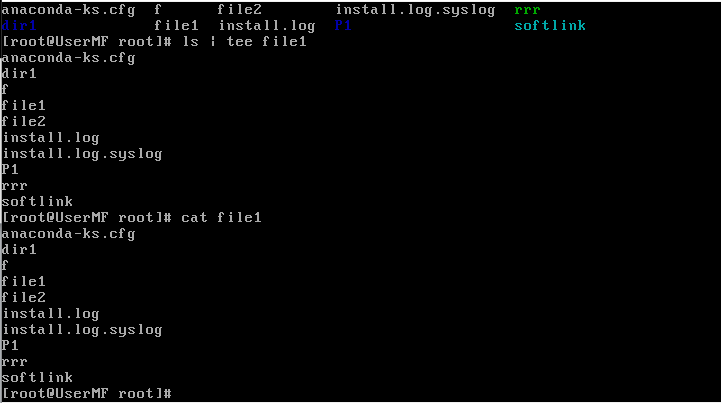 anaconda-ks.cfg  f       file2         install.log.syslog  rrr
dir1             file1   install.log   P1                  softlink
[root@UserMF root]# ls | tee file1
anaconda-ks.cfg
dir1
f
file1
file2
install.log
install.log.syslog
P1
rrr
softlink
[root@UserMF root]# cat file1
anaconda-ks.cfg
dir1
f
file1
file2
install.log
install.log.syslog
P1
rrr
softlink
[root@UserMF root]#